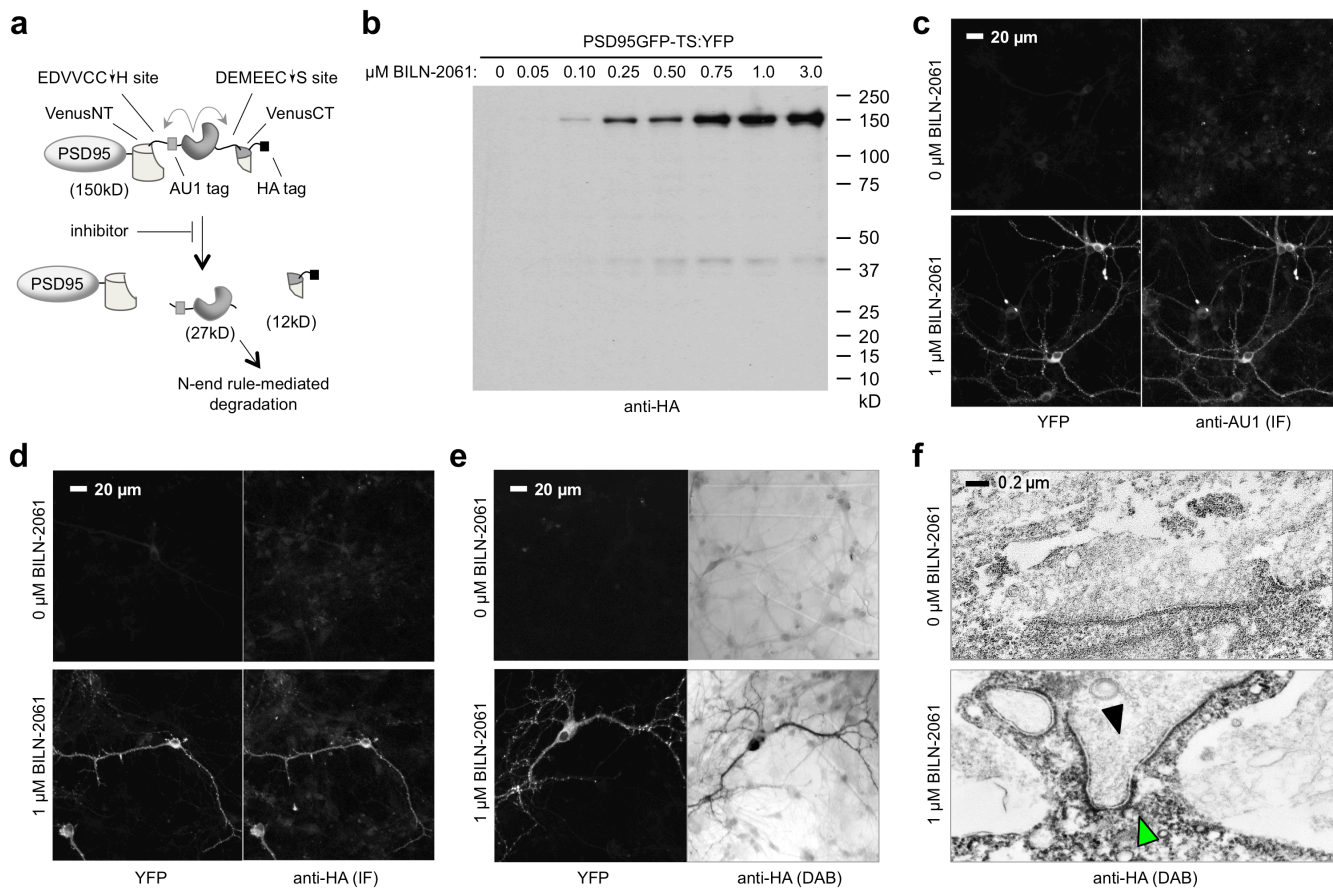 a
EDVVCC H site
DEMEEC S site
VenusNT
VenusCT
PSD95
(150kD)
AU1 tag
HA tag
inhibitor
PSD95
(27kD)
(12kD)
N-end rule-mediated
degradation
b
PSD95GFP-TS:YFP
µM BILN-2061: 0 0.05 0.10 0.25 0.50 0.75 1.0 3.0
250
150
100
75
50
37
25
20
15
10
kD
anti-HA
c
20 µm
0 µM BILN-2061
1 µM BILN-2061
YFP
anti-AU1 (IF)
d
20 µm
0 µM BILN-2061
1 µM BILN-2061
YFP
anti-HA (IF)
e
20 µm
0 µM BILN-2061
1 µM BILN-2061
YFP
anti-HA (DAB)
f
0.2 µm
0 µM BILN-2061
1 µM BILN-2061
anti-HA (DAB)